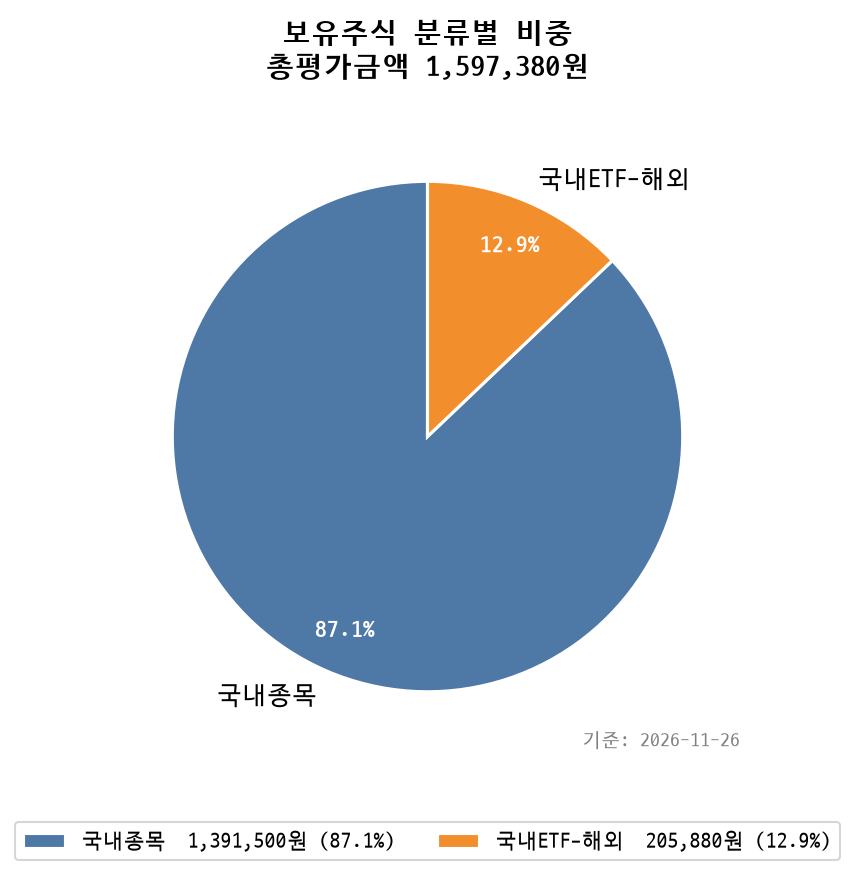 보유주식 분류별 비중
총평가금액 1,597,380원
국내ETF-해외
12.9%
87.1%
국내종목
기준: 2026-11-26
국내종목 1,391,500원 (87.1%) 국내ETF-해외 205,880원 (12.9%)